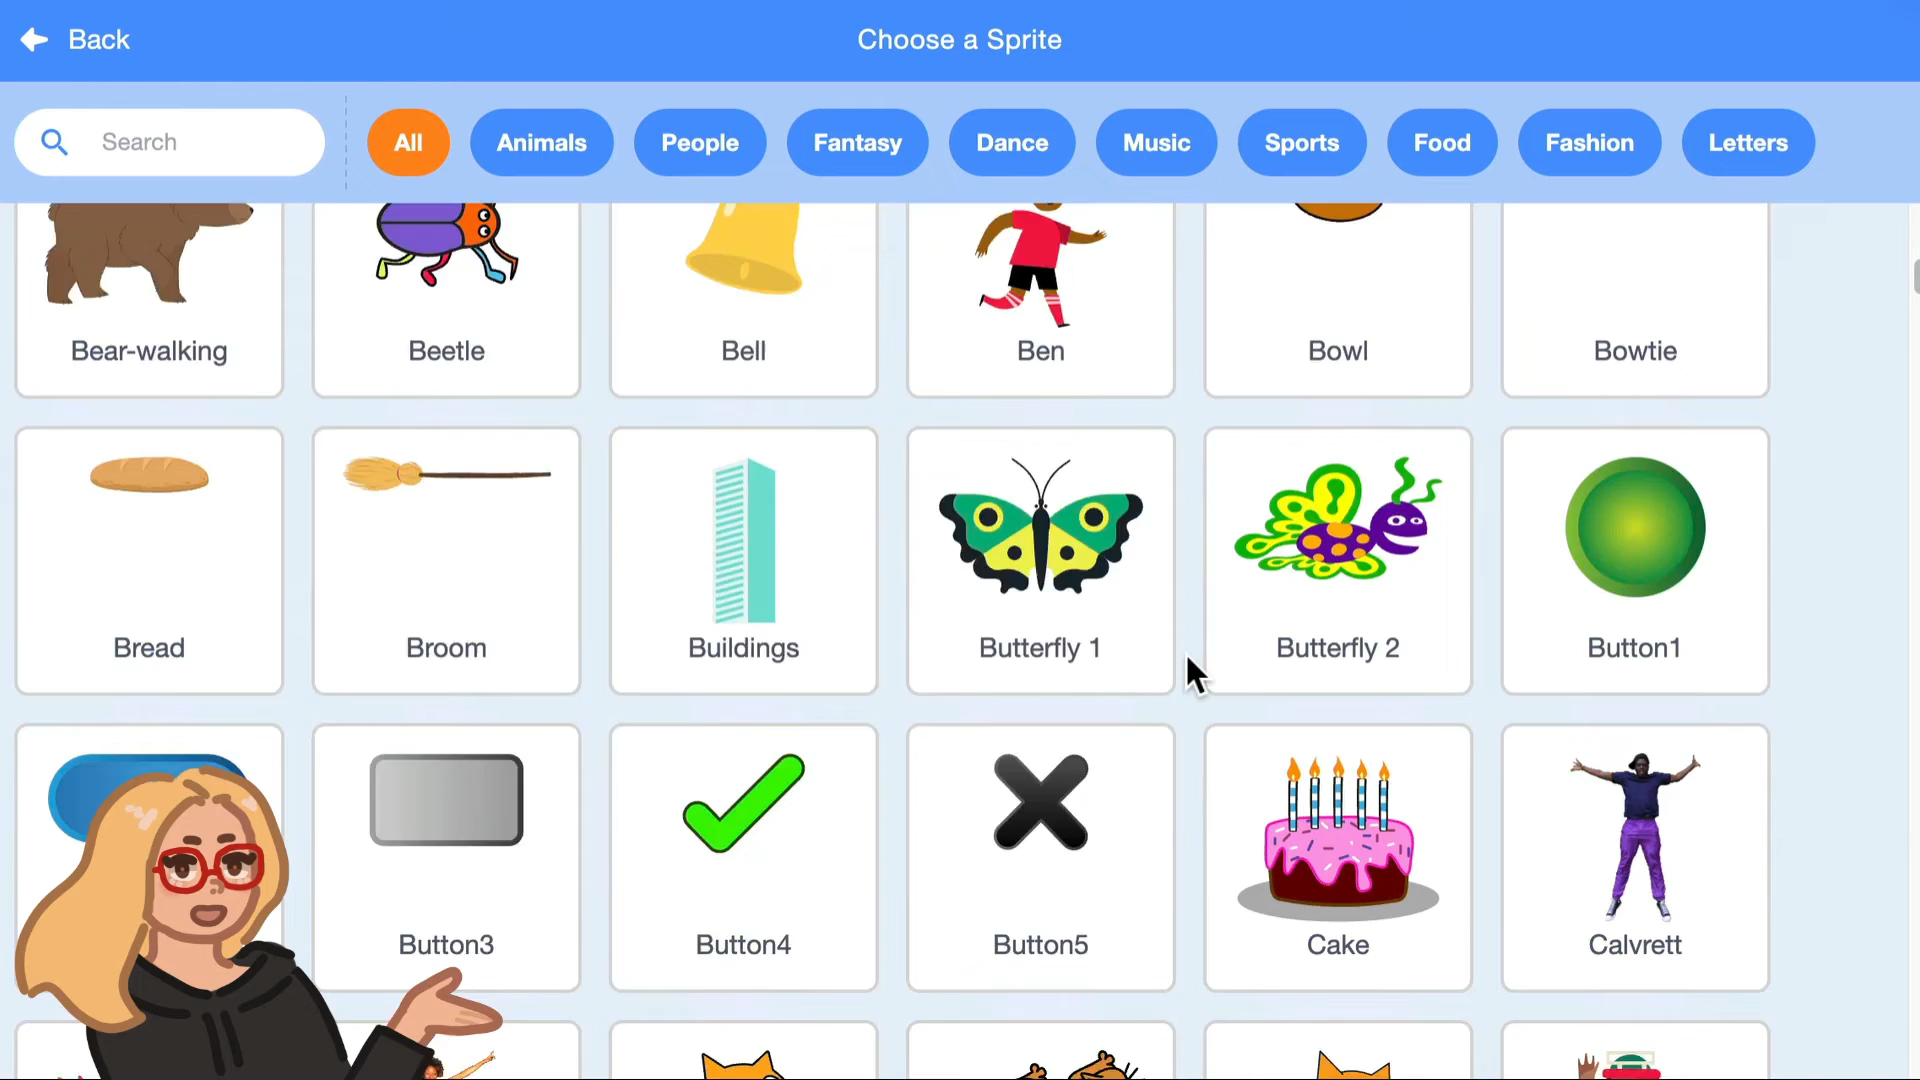 Back
Choose a Sprite
Search
All
Animals
People
Fantasy
Dance
Music
Sports
Food
Fashion
Letters
Bear-walking
Beetle
Bell
Ben
Bowl
Bowtie
Bread
Broom
Buildings
Butterfly 1
Butterfly 2
Button1
Button3
Button4
Button5
Cake
Calvrett